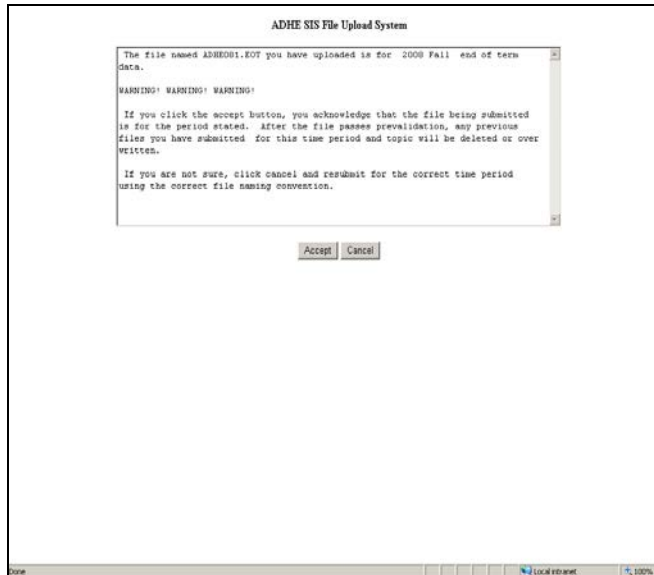 ADHE SIS File Upload System
The file named ADHE081.EOT you have uploaded is for 2008 Fall end of term
data.
WARNING! WARNING! WARNING!
If you click the accept button, you acknowledge that the file being submitted
is for the period stated. After the file passes prevalidation, any previous
files you have submitted for this time period and topic will be deleted or over
written.
If you are not sure, click cancel and resubmit for the correct time period
using the correct file naming convention.
Accept Cancel
Done Local intranet 100%